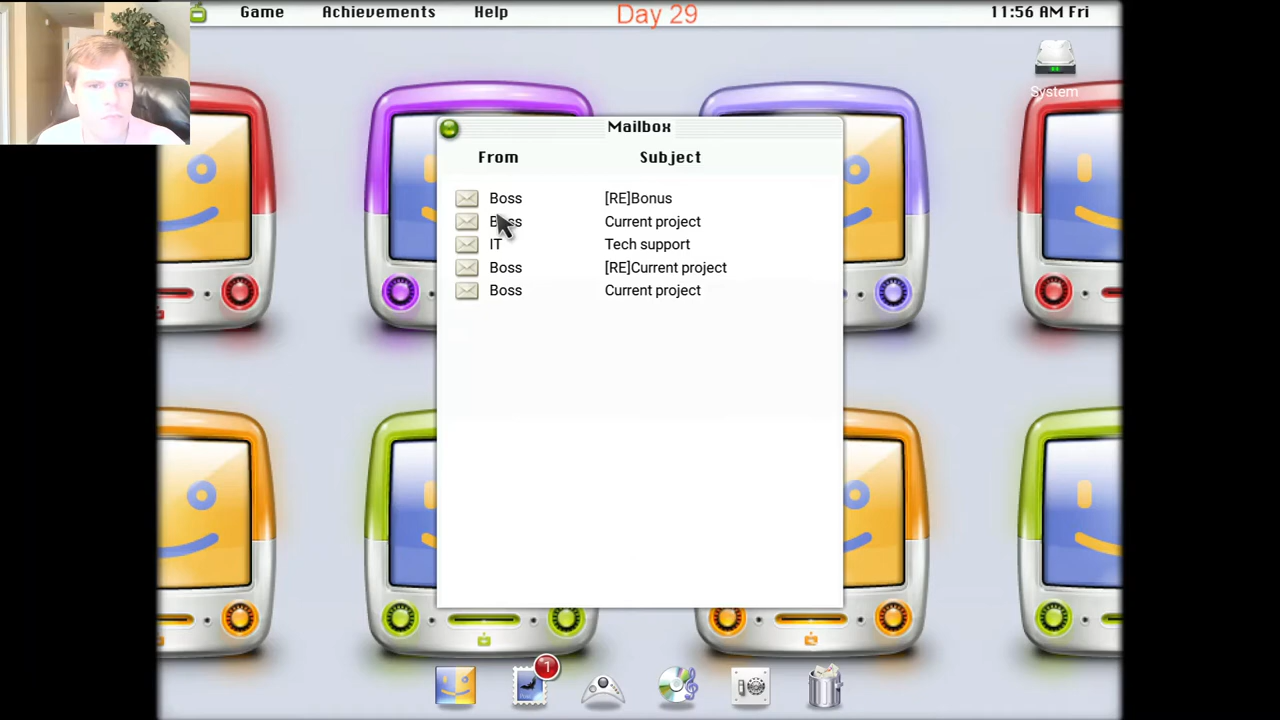 Game Achievements Help Day 29 11:56 AM Fri
System
Mailbox
From Subject
Boss [RE]Bonus
Boss Current project
IT Tech support
Boss [RE]Current project
Boss Current project
1